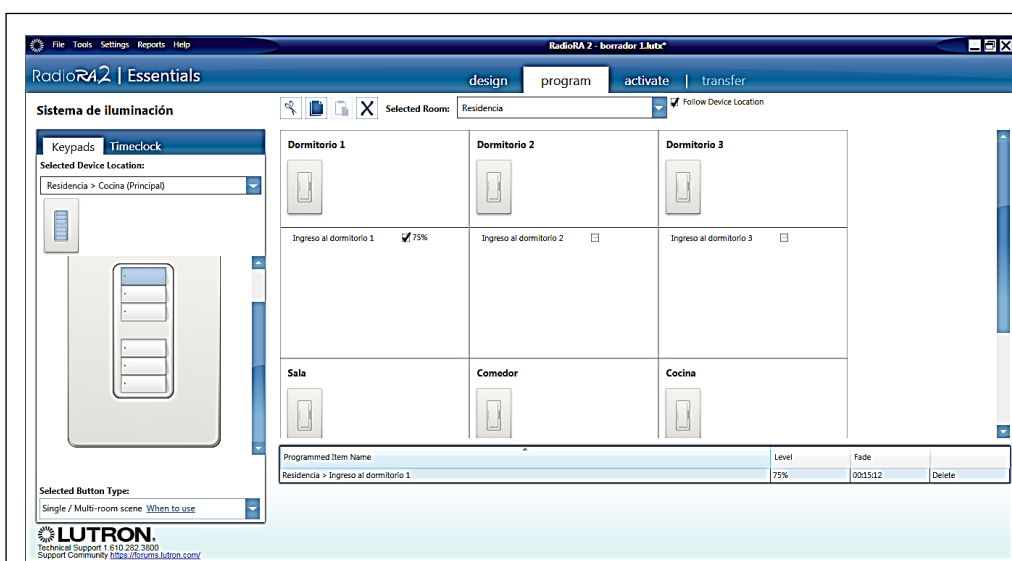 File Tools Settings Reports Help
RadioRA 2 - borrador 1.lutx*
RadioRA2 | Essentials
design program activate | transfer
Sistema de iluminación
Selected Room: Residencia Follow Device Location
Keypads Timeclock
Selected Device Location:
Residencia > Cocina (Principal)
Dormitorio 1 Dormitorio 2 Dormitorio 3
Ingreso al dormitorio 1 75% Ingreso al dormitorio 2 Ingreso al dormitorio 3
Sala Comedor Cocina
Programmed Item Name Level Fade
Residencia > Ingreso al dormitorio 1 75% 00:15:12 Delete
Selected Button Type:
Single / Multi-room scene When to use
LUTRON.
Technical Support 1.610.282.3800
Support Community https://forums.lutron.com/